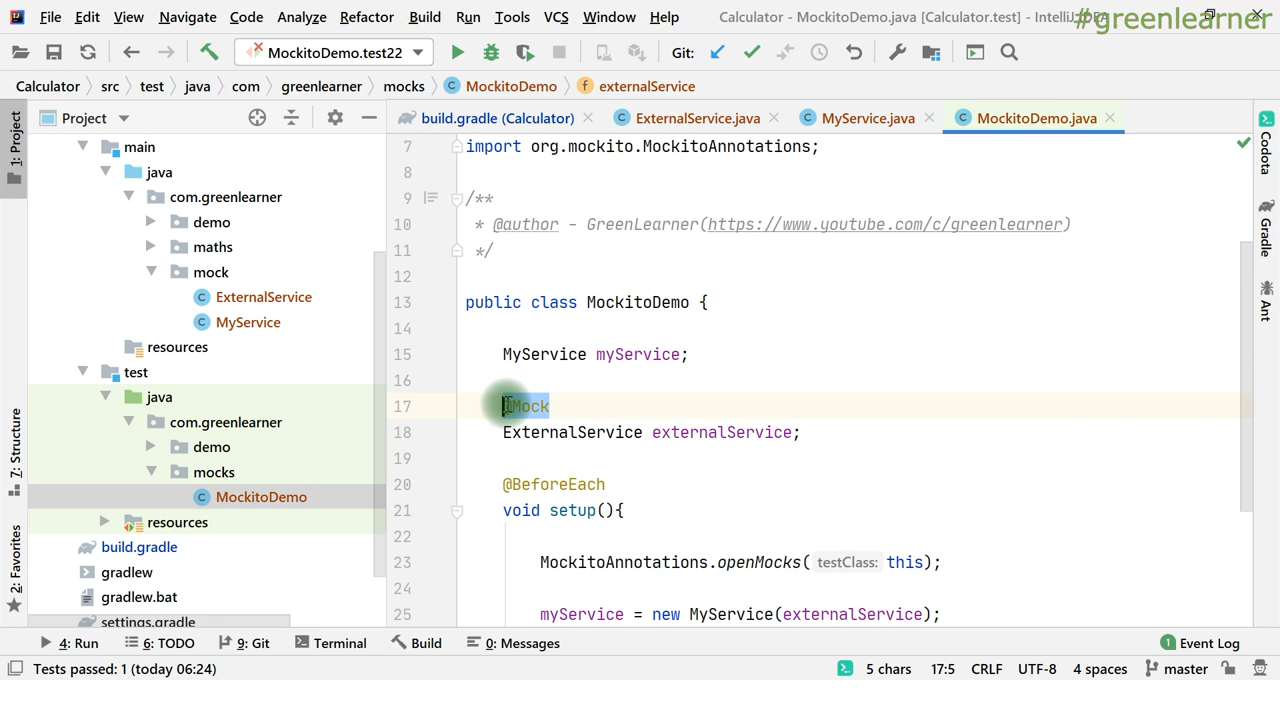 File Edit View Navigate Code Analyze Refactor Build Run Tools VCS Window Help Calculator - MockitoDemo.java [Calculator.test] - IntelliJ
#greenlearner
MockitoDemo.test22 Git:
Calculator src test java com greenlearner mocks MockitoDemo externalService
Project
build.gradle (Calculator) ExternalService.java MyService.java MockitoDemo.java
1: Project
7: Structure
2: Favorites
main
java
com.greenlearner
demo
maths
mock
ExternalService
MyService
resources
test
java
com.greenlearner
demo
mocks
MockitoDemo
resources
build.gradle
gradlew
gradlew.bat
settings.gradle
7 import org.mockito.MockitoAnnotations;
8
9 /**
10 * @author - GreenLearner(https://www.youtube.com/c/greenlearner)
11 */
12
13 public class MockitoDemo {
14
15 MyService myService;
16
17 @Mock
18 ExternalService externalService;
19
20 @BeforeEach
21 void setup(){
22
23 MockitoAnnotations.openMocks( testClass: this);
24
25 myService = new MyService(externalService);
Codota
Gradle
Ant
4: Run 6: TODO 9: Git Terminal Build 0: Messages 1 Event Log
Tests passed: 1 (today 06:24) 5 chars 17:5 CRLF UTF-8 4 spaces master